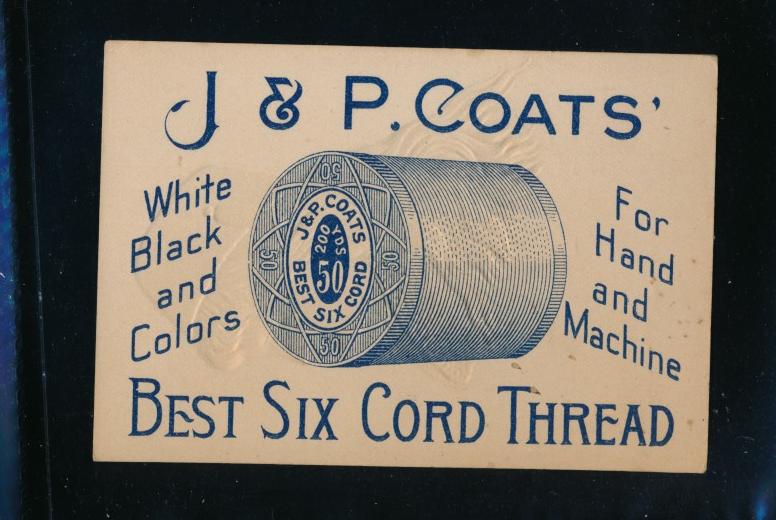 J & P. COATS'
White
Black
and
Colors
50
50
50
50
J.&P. COATS
200
YDS
50
BEST SIX CORD
For
Hand
and
Machine
BEST SIX CORD THREAD